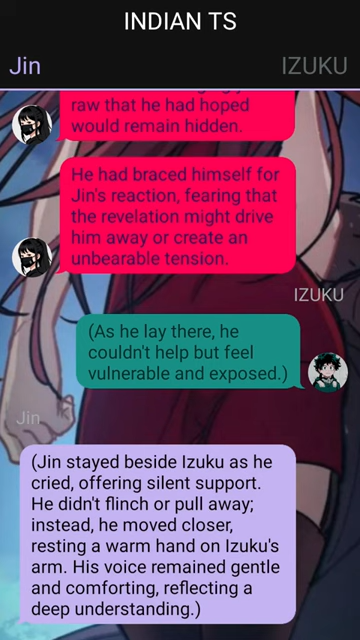 INDIAN TS
Jin IZUKU
raw that he had hoped
would remain hidden.
He had braced himself for
Jin's reaction, fearing that
the revelation might drive
him away or create an
unbearable tension.
IZUKU
(As he lay there, he
couldn't help but feel
vulnerable and exposed.)
Jin
(Jin stayed beside Izuku as he
cried, offering silent support.
He didn't flinch or pull away;
instead, he moved closer,
resting a warm hand on Izuku's
arm. His voice remained gentle
and comforting, reflecting a
deep understanding.)